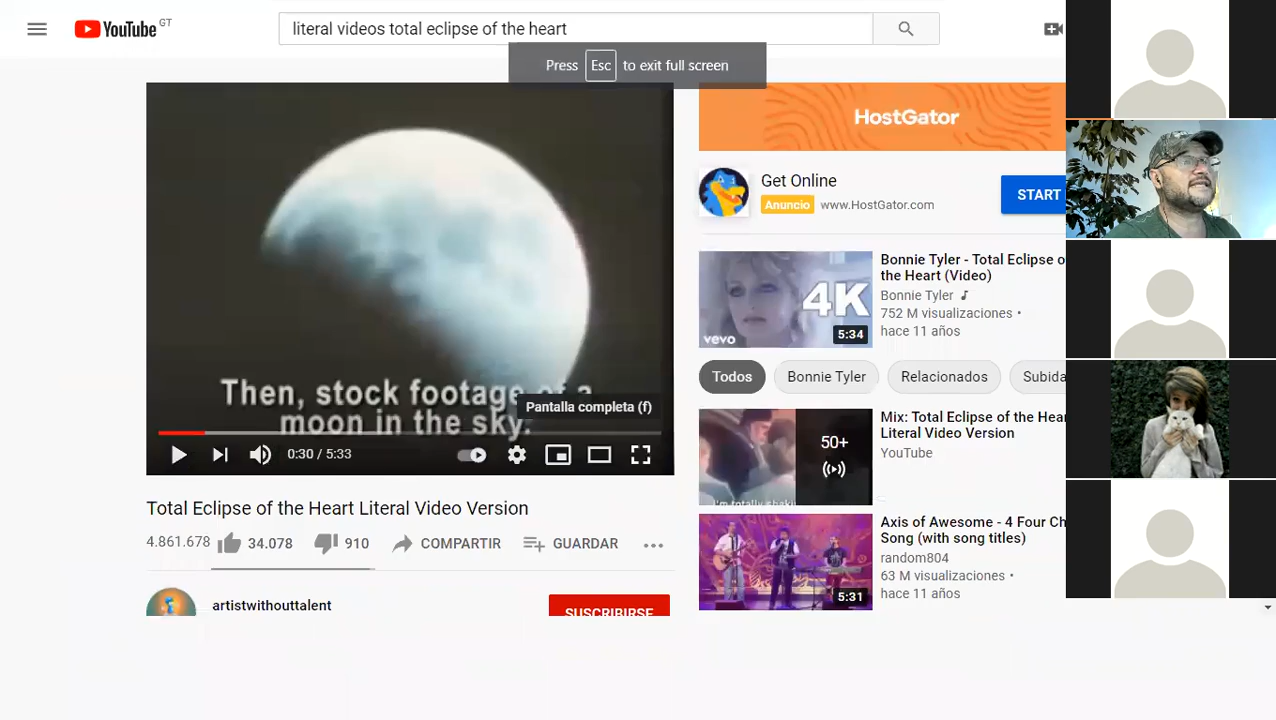 YouTube GT
literal videos total eclipse of the heart
Press Esc to exit full screen
Then, stock footage of a
moon in the sky.
Pantalla completa (f)
0:30 / 5:33
Total Eclipse of the Heart Literal Video Version
4.861.678
34.078
910
COMPARTIR
GUARDAR
artistwithouttalent
SUSCRIBIRSE
HostGator
Get Online
Anuncio www.HostGator.com
START
4K
vevo
5:34
Bonnie Tyler - Total Eclipse o
the Heart (Video)
Bonnie Tyler
752 M visualizaciones •
hace 11 años
Todos
Bonnie Tyler
Relacionados
Subida
50+
I'm totally
Mix: Total Eclipse of the Hea
Literal Video Version
YouTube
5:31
Axis of Awesome - 4 Four Ch
Song (with song titles)
random804
63 M visualizaciones •
hace 11 años